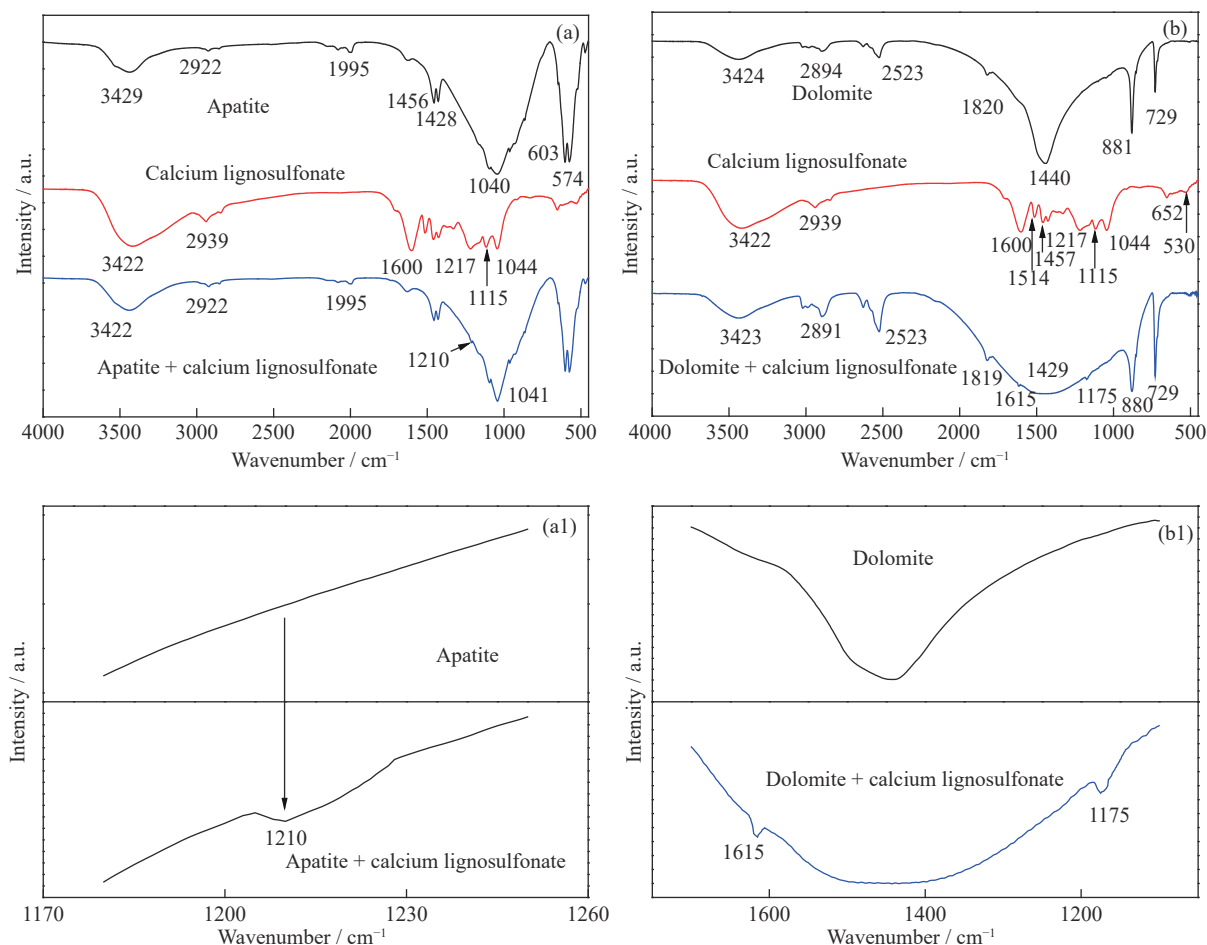 (a)
2922
1995
3429
Apatite
1456
1428
603
574
1040
Calcium lignosulfonate
2939
3422
1600
1217
1044
1115
2922
1995
3422
1210
Apatite + calcium lignosulfonate
1041
4000 3500 3000 2500 2000 1500 1000 500
Wavenumber / cm⁻¹
Intensity / a.u.
(b)
3424
2894
2523
Dolomite
1820
729
881
1440
Calcium lignosulfonate
2939
3422
652
1600
1217
1044
530
1514
1457
1115
3423
2891
2523
Dolomite + calcium lignosulfonate
1819
1429
1615
1175
880
729
4000 3500 3000 2500 2000 1500 1000 500
Wavenumber / cm⁻¹
Intensity / a.u.
(a1)
Apatite
1210
Apatite + calcium lignosulfonate
1170 1200 1230 1260
Wavenumber / cm⁻¹
Intensity / a.u.
(b1)
Dolomite
Dolomite + calcium lignosulfonate
1615
1175
1600 1400 1200
Wavenumber / cm⁻¹
Intensity / a.u.